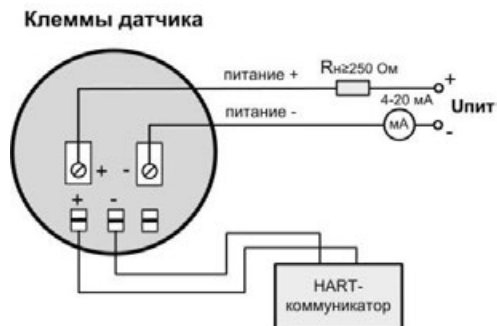 Клеммы датчика
питание +
Rн≥250 Ом
+
4-20 мА
Uпит
питание -
мА
-
+ -
+ -
HART-
коммуникатор